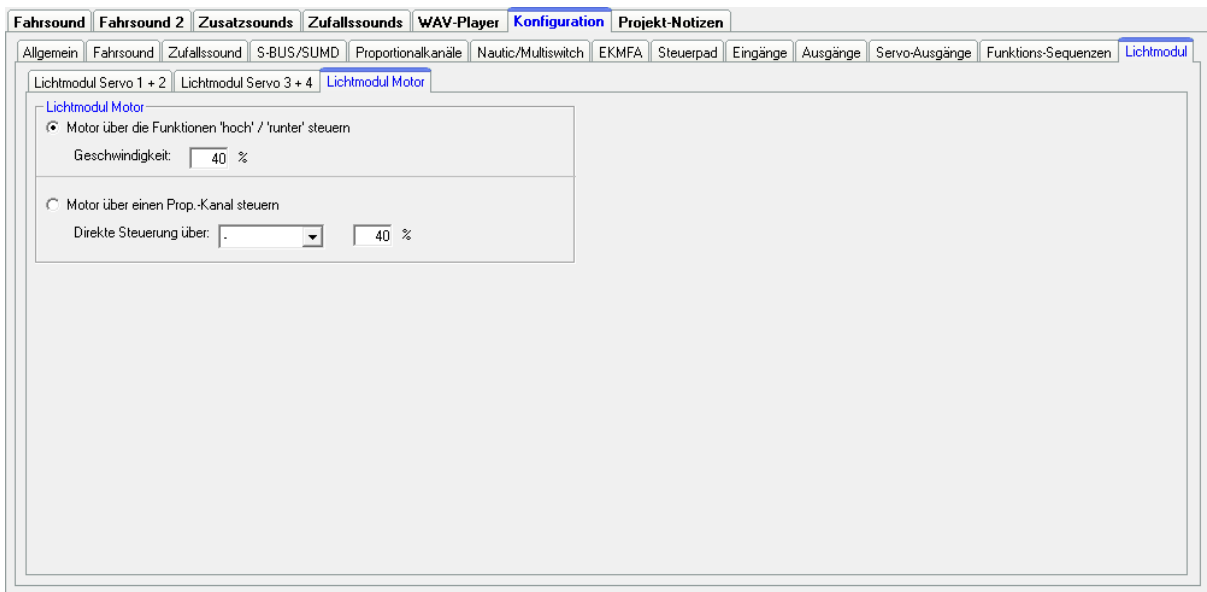 Fahrsound Fahrsound 2 Zusatzsounds Zufallssounds WAV-Player Konfiguration Projekt-Notizen
Allgemein Fahrsound Zufallssound S-BUS/SUMD Proportionalkanäle Nautic/Multiswitch EKMFA Steuerpad Eingänge Ausgänge Servo-Ausgänge Funktions-Sequenzen Lichtmodul
Lichtmodul Servo 1 + 2 Lichtmodul Servo 3 + 4 Lichtmodul Motor
Lichtmodul Motor
Motor über die Funktionen 'hoch' / 'runter' steuern
Geschwindigkeit: 40 %
Motor über einen Prop.-Kanal steuern
Direkte Steuerung über: - 40 %